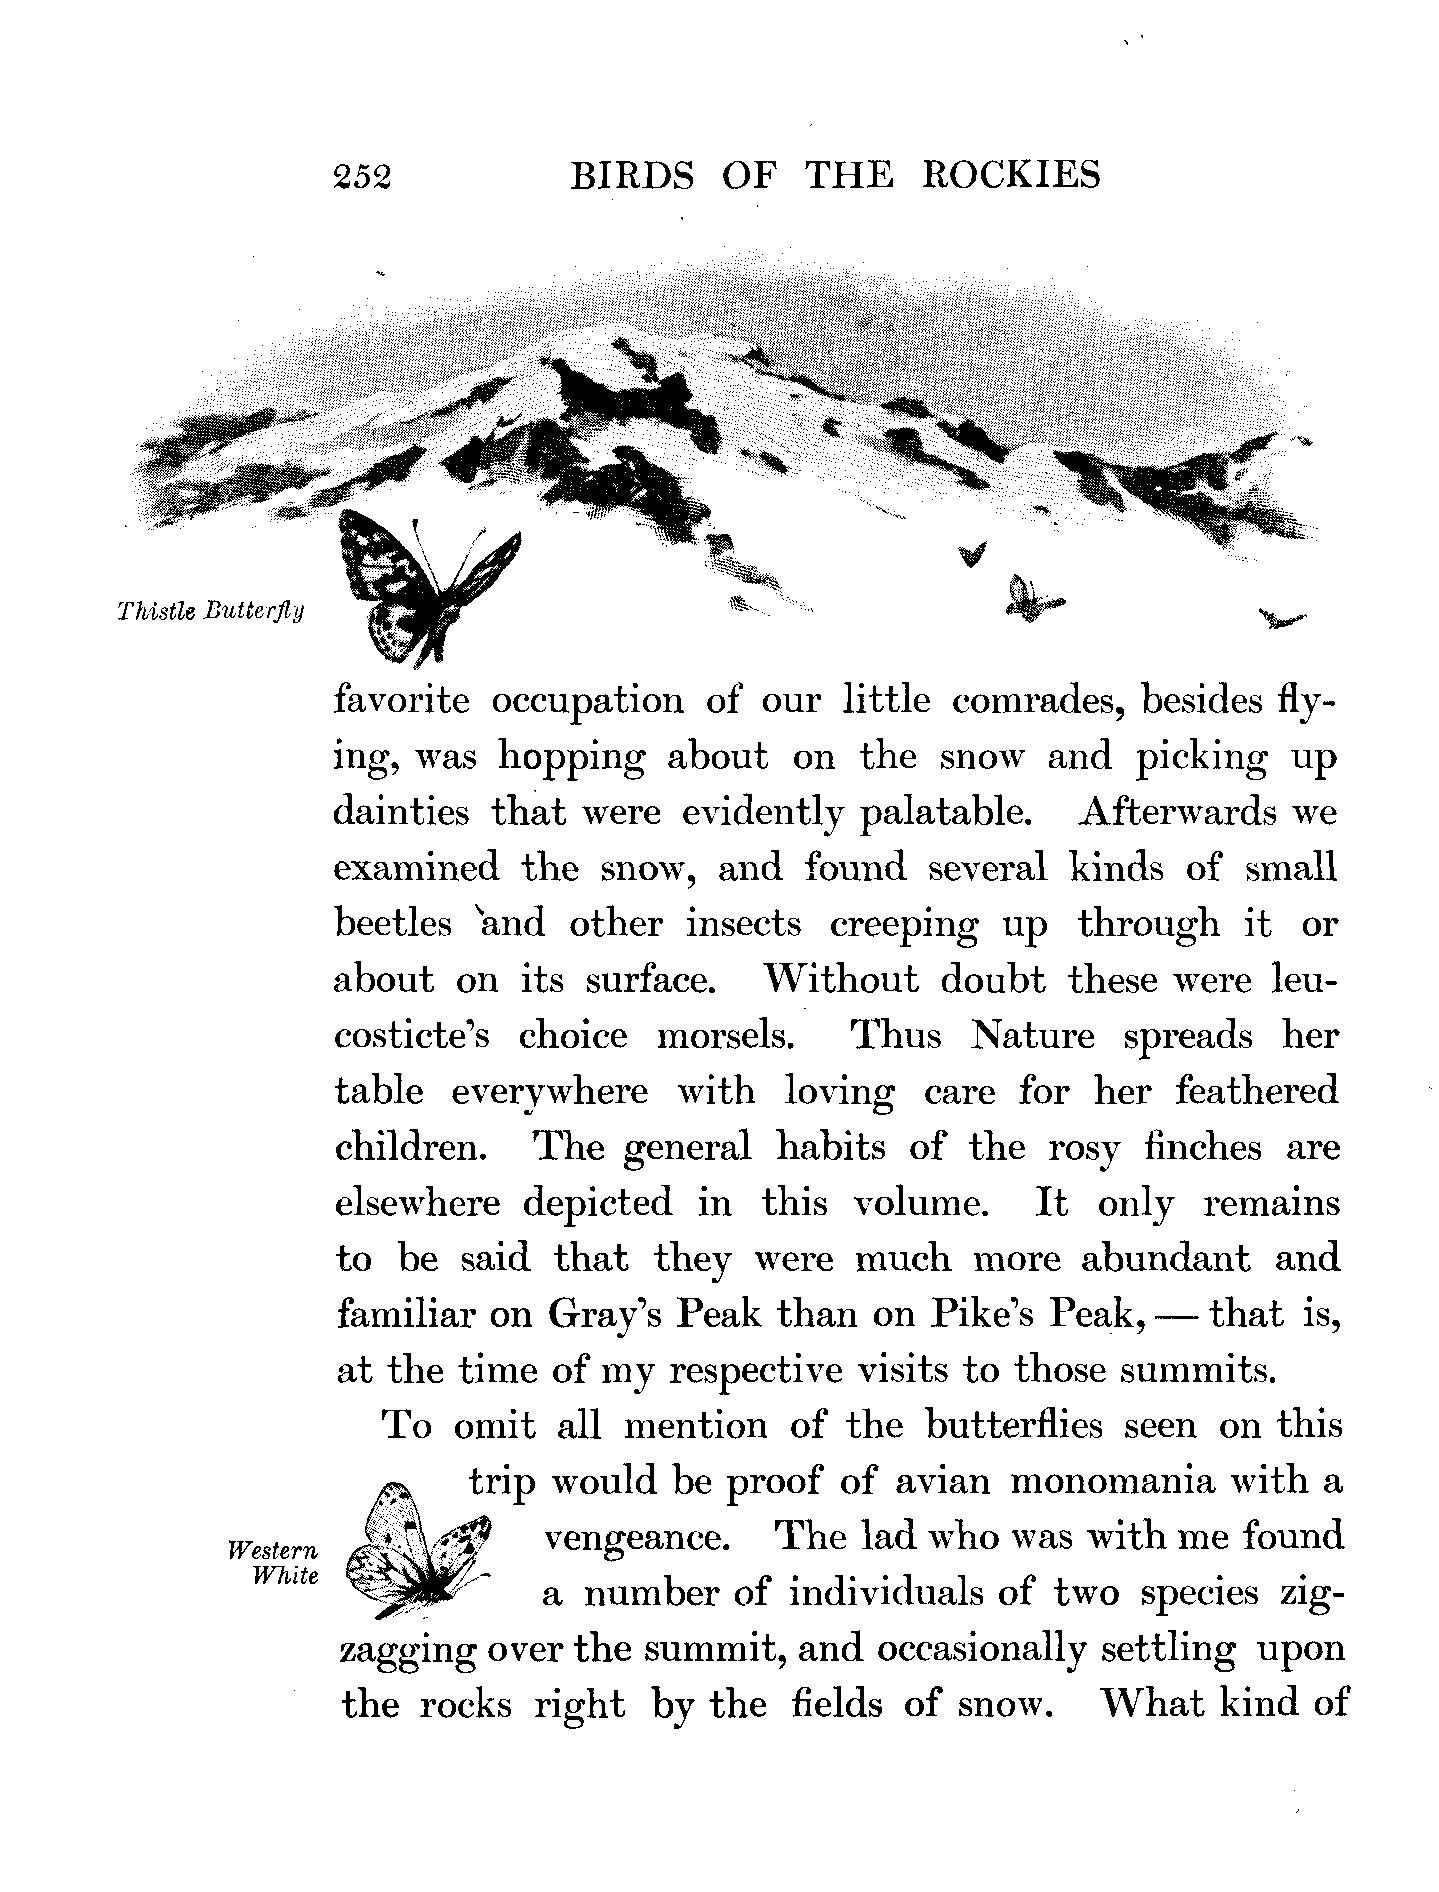 252 BIRDS OF THE ROCKIES
Thistle Butterfly
favorite occupation of our little comrades, besides fly-
ing, was hopping about on the snow and picking up
dainties that were evidently palatable. Afterwards we
examined the snow, and found several kinds of small
beetles and other insects creeping up through it or
about on its surface. Without doubt these were leu-
costicte's choice morsels. Thus Nature spreads her
table everywhere with loving care for her feathered
children. The general habits of the rosy finches are
elsewhere depicted in this volume. It only remains
to be said that they were much more abundant and
familiar on Gray's Peak than on Pike's Peak, — that is,
at the time of my respective visits to those summits.
To omit all mention of the butterflies seen on this
trip would be proof of avian monomania with a
vengeance. The lad who was with me found
Western
White
a number of individuals of two species zig-
zagging over the summit, and occasionally settling upon
the rocks right by the fields of snow. What kind of